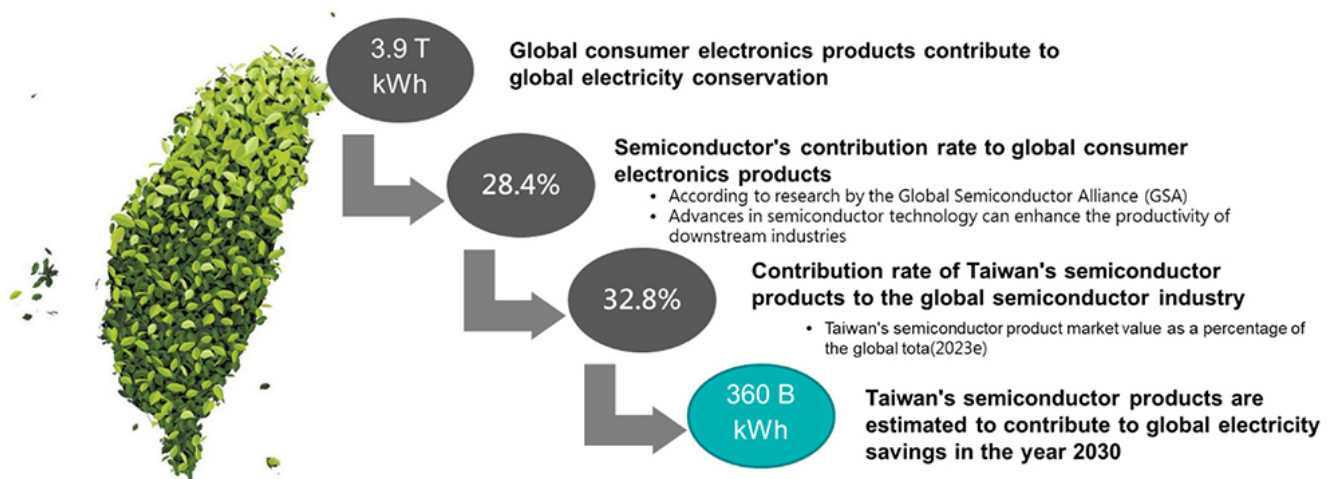 3.9 T
kWh
Global consumer electronics products contribute to
global electricity conservation
28.4%
Semiconductor's contribution rate to global consumer
electronics products
• According to research by the Global Semiconductor Alliance (GSA)
• Advances in semiconductor technology can enhance the productivity of
downstream industries
32.8%
Contribution rate of Taiwan's semiconductor
products to the global semiconductor industry
• Taiwan's semiconductor product market value as a percentage of
the global tota(2023e)
360 B
kWh
Taiwan's semiconductor products are
estimated to contribute to global electricity
savings in the year 2030